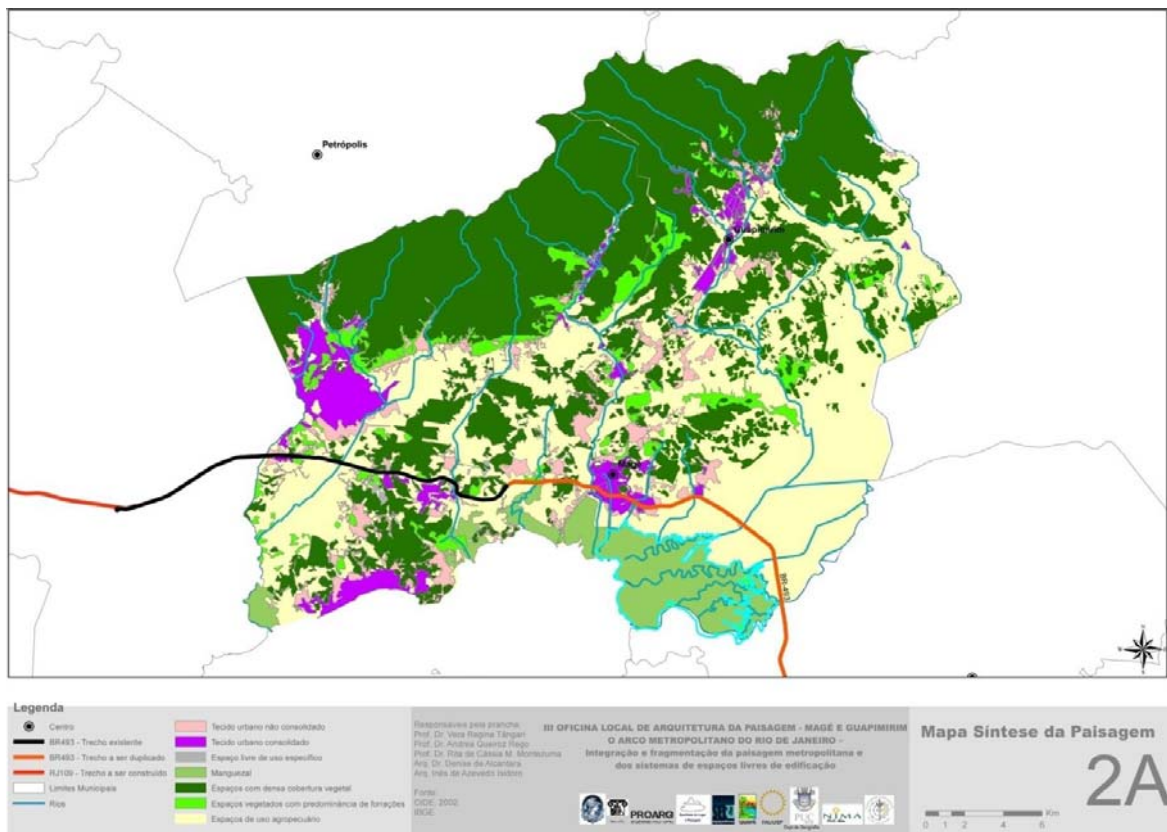 Petrópolis
Guapimirim
Magé
BR-493
Legenda
Centro
BR493 - Trecho existente
BR493 - Trecho a ser duplicado
RJ109 - Trecho a ser construído
Limites Municipais
Rios
Tecido urbano não consolidado
Tecido urbano consolidado
Espaço livre de uso específico
Manguezal
Espaços com densa cobertura vegetal
Espaços vegetados com predominância de forrações
Espaços de uso agropecuário
Responsáveis pela prancha:
Prof. Dr. Vera Regina Tângari
Prof. Dr. Andrea Queiroz Rego
Prof. Dr. Rita de Cássia M. Montezuma
Arq. Dr. Denise de Alcantara
Arq. Inês de Azevedo Isidoro
Fonte:
CIDE, 2002
IBGE
III OFICINA LOCAL DE ARQUITETURA DA PAISAGEM - MAGÉ E GUAPIMIRIM
O ARCO METROPOLITANO DO RIO DE JANEIRO -
Integração e fragmentação da paisagem metropolitana e
dos sistemas de espaços livres de edificação
PROARQ
NIMA
Mapa Síntese da Paisagem
2A
Km
0 1 2 4 6